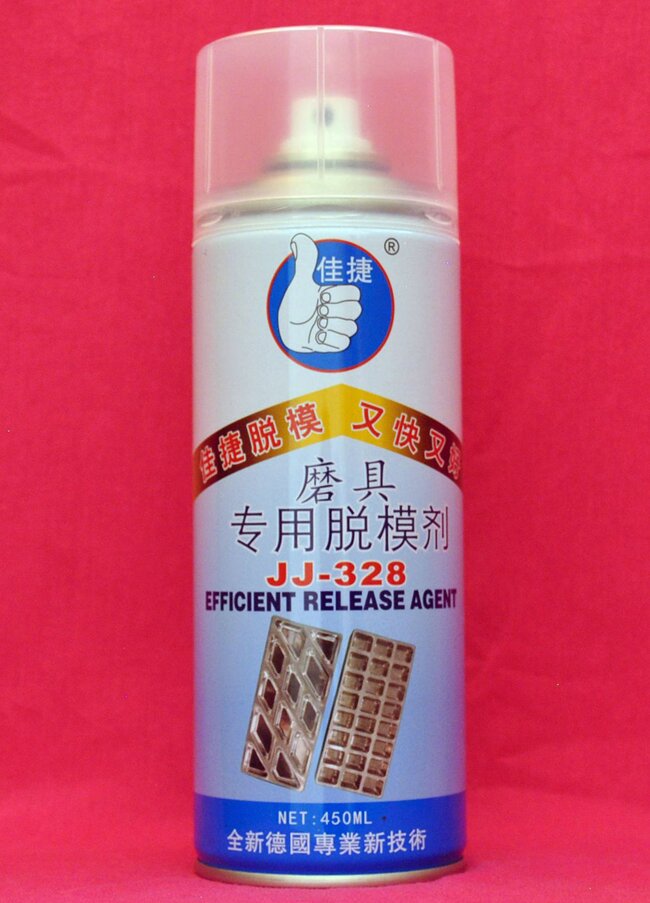 佳捷
®
佳捷脱模 又快又好
磨具
专用脱模剂
JJ-328
EFFICIENT RELEASE AGENT
NET:450ML
全新德國專業新技術